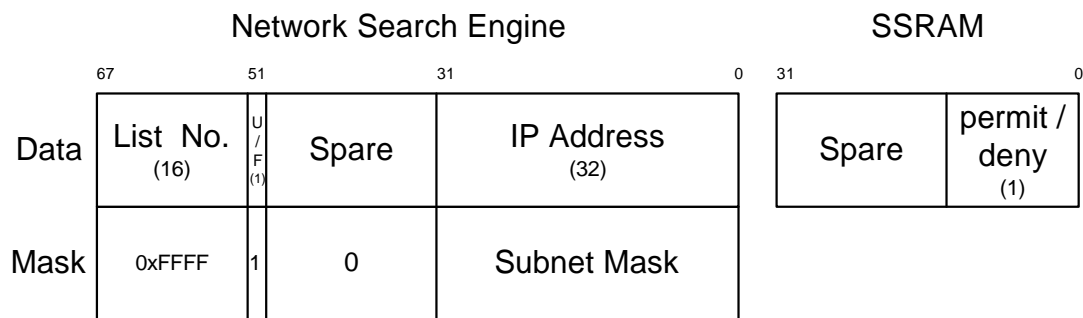 Network Search Engine SSRAM
67 51 31 0 31 0
Data List No. (16) U / F (1) Spare IP Address (32) Spare permit / deny (1)
Mask 0xFFFF 1 0 Subnet Mask